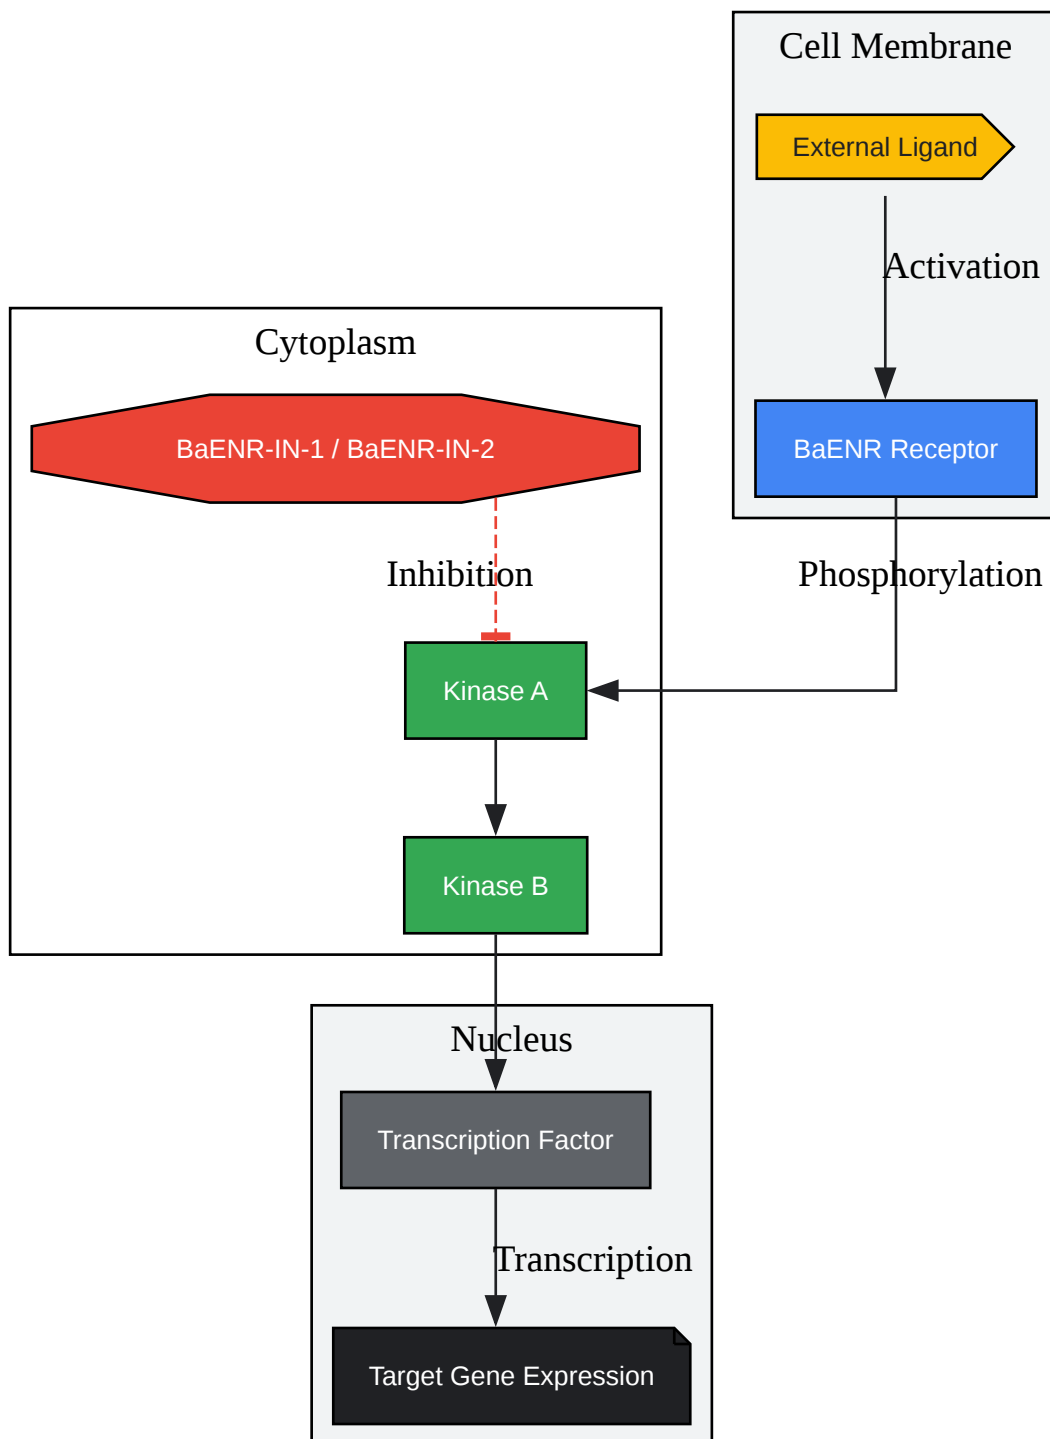 Cell Membrane
External Ligand
Activation
Cytoplasm
BaENR-IN-1 / BaENR-IN-2
BaENR Receptor
Inhibition
Phosphorylation
Kinase A
Kinase B
Nucleus
Transcription Factor
Transcription
Target Gene Expression